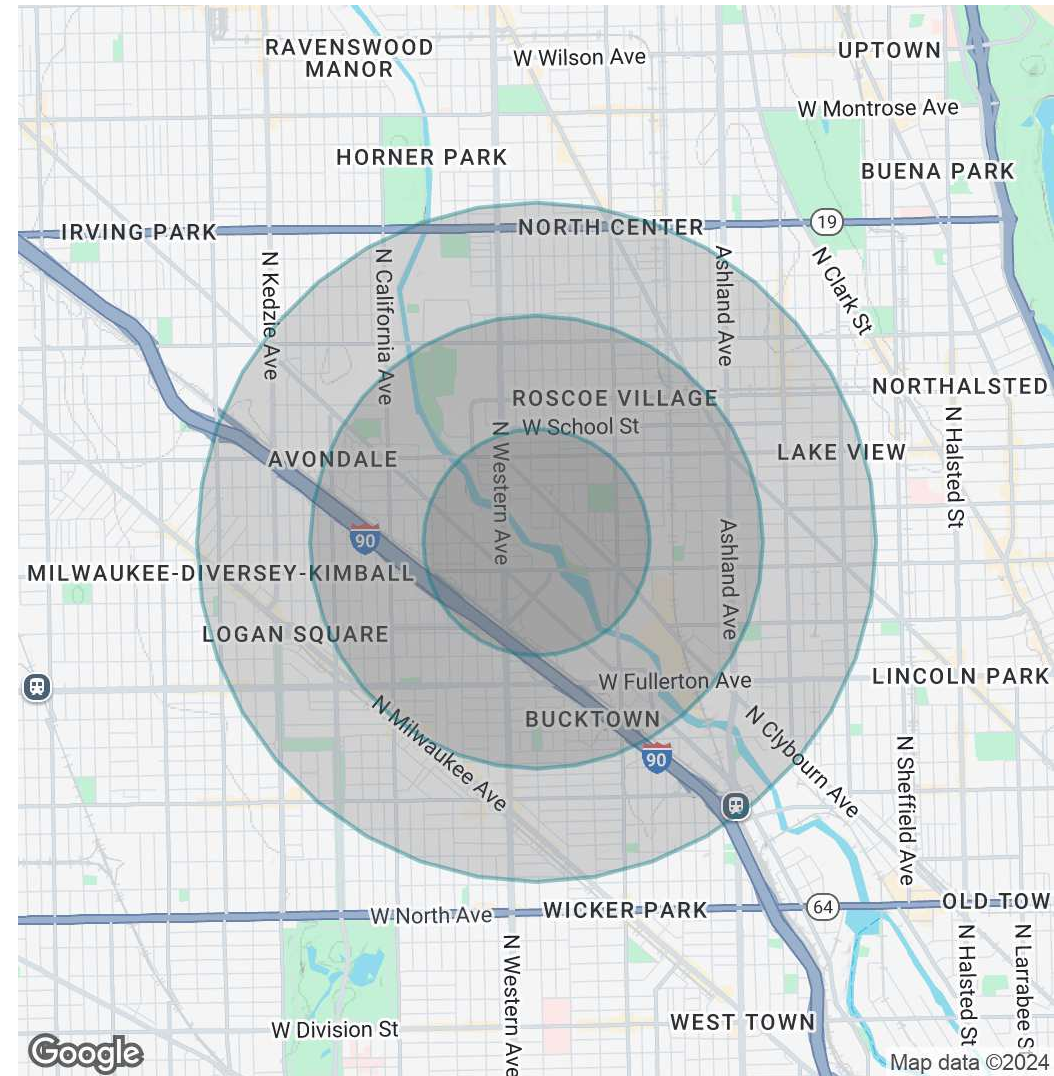 RAVENSWOOD
MANOR
W Wilson Ave
UPTOWN
W Montrose Ave
HORNER PARK
BUENA PARK
IRVING PARK
NORTH CENTER
19
N Kedzie Ave
N California Ave
Ashland Ave
N Clark St
NORTHALSTED
ROSCOE VILLAGE
W School St
N Western Ave
N Halsted St
AVONDALE
LAKE VIEW
90
Ashland Ave
MILWAUKEE-DIVERSEY-KIMBALL
LOGAN SQUARE
W Fullerton Ave
LINCOLN PARK
N Milwaukee Ave
BUCKTOWN
N Clybourn Ave
90
N Sheffield Ave
W North Ave
WICKER PARK
64
OLD TOW
N Western Ave
N Halsted St
N Larrabee S
W Division St
WEST TOWN
Google
Map data ©2024